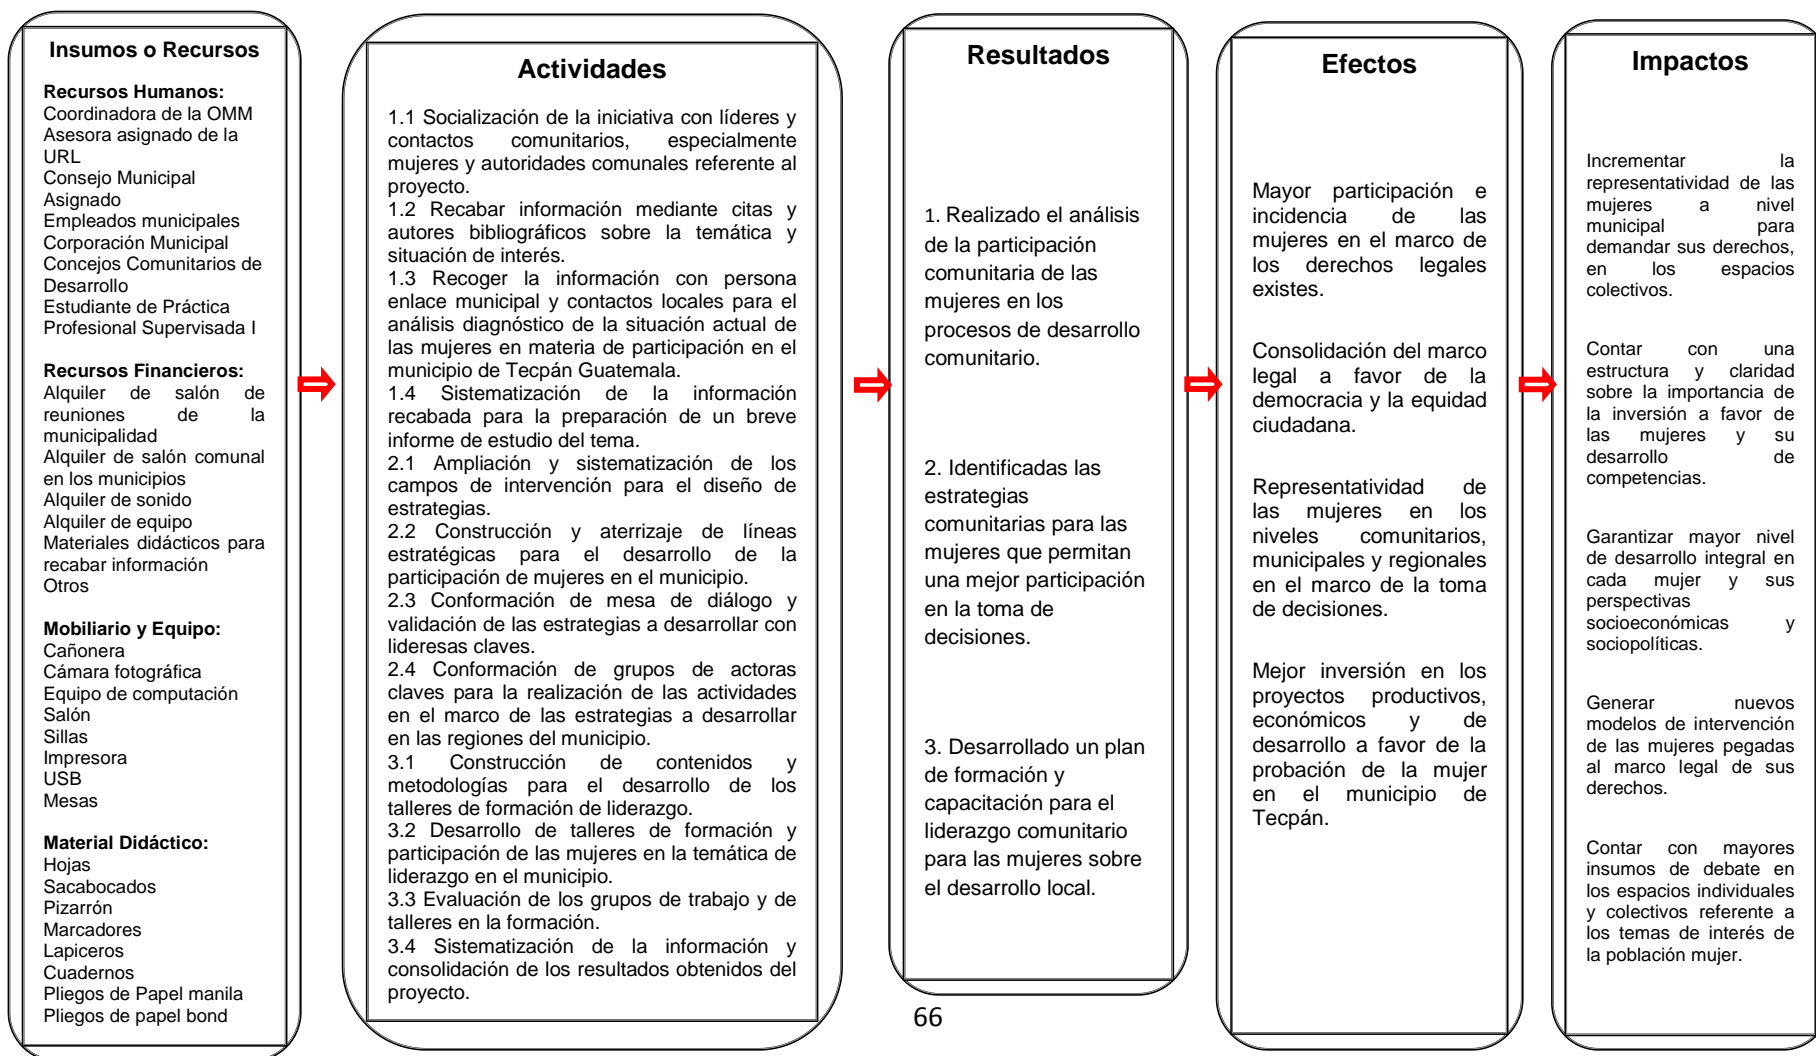 Insumos o Recursos
Recursos Humanos:
Coordinadora de la OMM
Asesora asignado de la
URL
Consejo Municipal
Asignado
Empleados municipales
Corporación Municipal
Concejos Comunitarios de
Desarrollo
Estudiante de Práctica
Profesional Supervisada I
Recursos Financieros:
Alquiler de salón de
reuniones de la
municipalidad
Alquiler de salón comunal
en los municipios
Alquiler de sonido
Alquiler de equipo
Materiales didácticos para
recabar información
Otros
Mobiliario y Equipo:
Cañonera
Cámara fotográfica
Equipo de computación
Salón
Sillas
Impresora
USB
Mesas
Material Didáctico:
Hojas
Sacabocados
Pizarrón
Marcadores
Lapiceros
Cuadernos
Pliegos de Papel manila
Pliegos de papel bond
Actividades
1.1 Socialización de la iniciativa con líderes y
contactos comunitarios, especialmente
mujeres y autoridades comunales referente al
proyecto.
1.2 Recabar información mediante citas y
autores bibliográficos sobre la temática y
situación de interés.
1.3 Recoger la información con persona
enlace municipal y contactos locales para el
análisis diagnóstico de la situación actual de
las mujeres en materia de participación en el
municipio de Tecpán Guatemala.
1.4 Sistematización de la información
recabada para la preparación de un breve
informe de estudio del tema.
2.1 Ampliación y sistematización de los
campos de intervención para el diseño de
estrategias.
2.2 Construcción y aterrizaje de líneas
estratégicas para el desarrollo de la
participación de mujeres en el municipio.
2.3 Conformación de mesa de diálogo y
validación de las estrategias a desarrollar con
lideresas claves.
2.4 Conformación de grupos de actoras
claves para la realización de las actividades
en el marco de las estrategias a desarrollar
en las regiones del municipio.
3.1 Construcción de contenidos y
metodologías para el desarrollo de los
talleres de formación de liderazgo.
3.2 Desarrollo de talleres de formación y
participación de las mujeres en la temática de
liderazgo en el municipio.
3.3 Evaluación de los grupos de trabajo y de
talleres en la formación.
3.4 Sistematización de la información y
consolidación de los resultados obtenidos del
proyecto.
Resultados
1. Realizado el análisis
de la participación
comunitaria de las
mujeres en los
procesos de desarrollo
comunitario.
2. Identificadas las
estrategias
comunitarias para las
mujeres que permitan
una mejor participación
en la toma de
decisiones.
3. Desarrollado un plan
de formación y
capacitación para el
liderazgo comunitario
para las mujeres sobre
el desarrollo local.
Efectos
Mayor participación e
incidencia de las
mujeres en el marco de
los derechos legales
existes.
Consolidación del marco
legal a favor de la
democracia y la equidad
ciudadana.
Representatividad de
las mujeres en los
niveles comunitarios,
municipales y regionales
en el marco de la toma
de decisiones.
Mejor inversión en los
proyectos productivos,
económicos y de
desarrollo a favor de la
probación de la mujer
en el municipio de
Tecpán.
Impactos
Incrementar la
representatividad de las
mujeres a nivel
municipal para
demandar sus derechos,
en los espacios
colectivos.
Contar con una
estructura y claridad
sobre la importancia de
la inversión a favor de
las mujeres y su
desarrollo de
competencias.
Garantizar mayor nivel
de desarrollo integral en
cada mujer y sus
perspectivas
socioeconómicas y
sociopolíticas.
Generar nuevos
modelos de intervención
de las mujeres pegadas
al marco legal de sus
derechos.
Contar con mayores
insumos de debate en
los espacios individuales
y colectivos referente a
los temas de interés de
la población mujer.
66